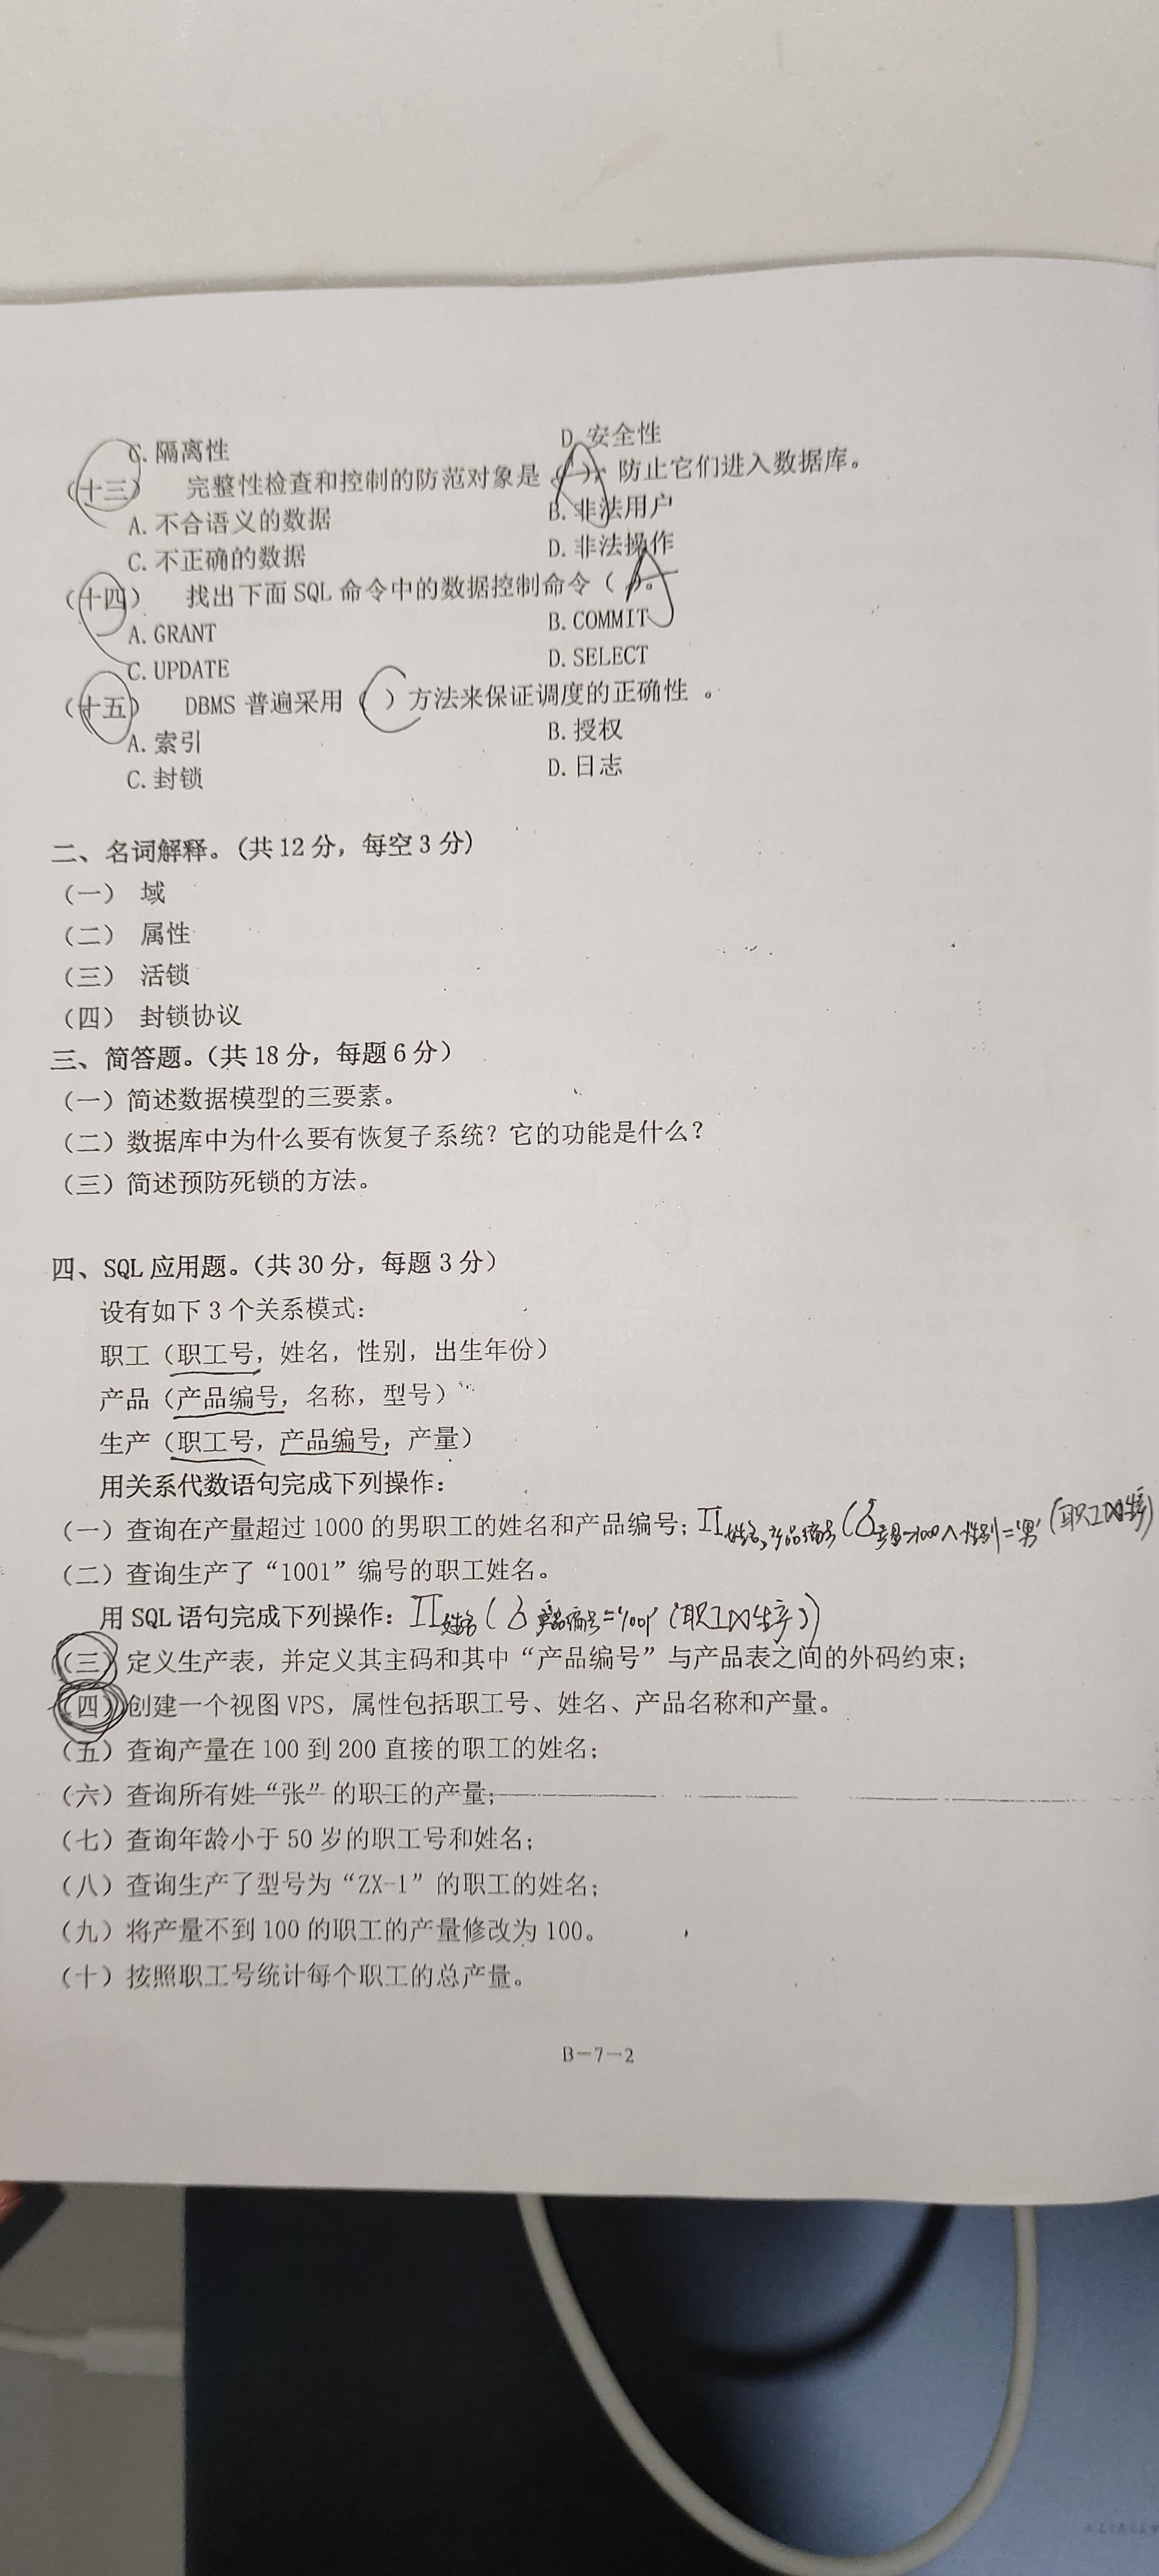 C. 隔离性 D. 安全性
(十三) 完整性检查和控制的防范对象是( A ),防止它们进入数据库。
A. 不合语义的数据 B. 非法用户
C. 不正确的数据 D. 非法操作
(十四) 找出下面 SQL 命令中的数据控制命令( A )。
A. GRANT B. COMMIT
C. UPDATE D. SELECT
(十五) DBMS 普遍采用( C )方法来保证调度的正确性 。
A. 索引 B. 授权
C. 封锁 D. 日志
二、名词解释。(共 12 分,每空 3 分)
(一) 域
(二) 属性
(三) 活锁
(四) 封锁协议
三、简答题。(共 18 分,每题 6 分)
(一)简述数据模型的三要素。
(二)数据库中为什么要有恢复子系统?它的功能是什么?
(三)简述预防死锁的方法。
四、SQL 应用题。(共 30 分,每题 3 分)
设有如下 3 个关系模式:
职工(职工号,姓名,性别,出生年份)
产品(产品编号,名称,型号)
生产(职工号,产品编号,产量)
用关系代数语句完成下列操作:
(一)查询在产量超过 1000 的男职工的姓名和产品编号; Π姓名,产品编号(δ产量>1000∧性别='男'(职工⋈生产)
(二)查询生产了“1001”编号的职工姓名。
用 SQL 语句完成下列操作: Π姓名(δ产品编号='1001'(职工⋈生产))
(三)定义生产表,并定义其主码和其中“产品编号”与产品表之间的外码约束;
(四)创建一个视图 VPS,属性包括职工号、姓名、产品名称和产量。
(五)查询产量在 100 到 200 直接的职工的姓名;
(六)查询所有姓“张”的职工的产量;
(七)查询年龄小于 50 岁的职工号和姓名;
(八)查询生产了型号为“ZX-1”的职工的姓名;
(九)将产量不到 100 的职工的产量修改为 100。
(十)按照职工号统计每个职工的总产量。
B-7-2